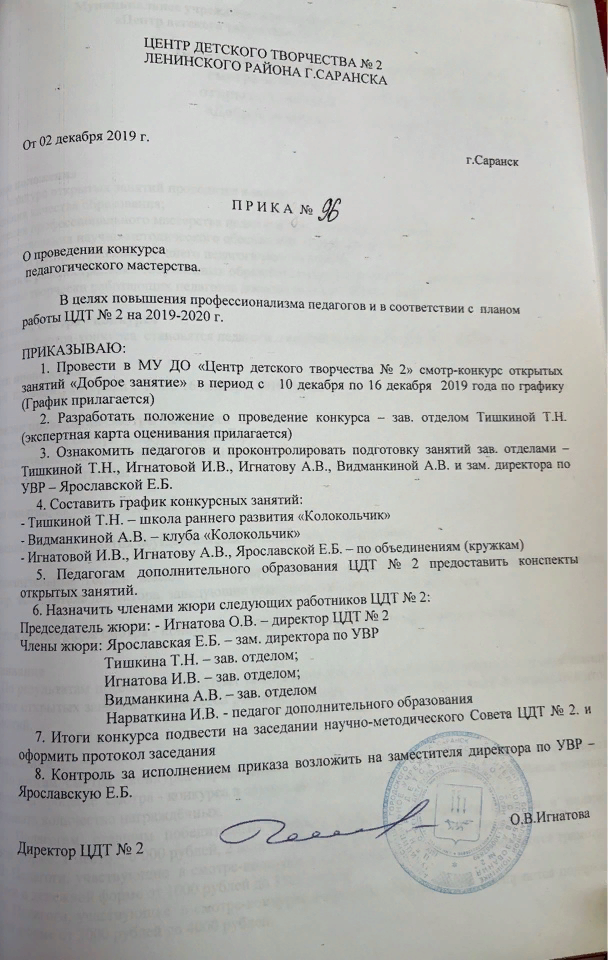 ЦЕНТР ДЕТСКОГО ТВОРЧЕСТВА № 2
ЛЕНИНСКОГО РАЙОНА Г.САРАНСКА
От 02 декабря 2019 г.
г.Саранск
П Р И К А № 96
О проведении конкурса
педагогического мастерства.
В целях повышения профессионализма педагогов и в соответствии с планом
работы ЦДТ № 2 на 2019-2020 г.
ПРИКАЗЫВАЮ:
1. Провести в МУ ДО «Центр детского творчества № 2» смотр-конкурс открытых
занятий «Доброе занятие» в период с 10 декабря по 16 декабря 2019 года по графику
(График прилагается)
2. Разработать положение о проведение конкурса – зав. отделом Тишкиной Т.Н.
(экспертная карта оценивания прилагается)
3. Ознакомить педагогов и проконтролировать подготовку занятий зав. отделами –
Тишкиной Т.Н., Игнатовой И.В., Игнатову А.В., Видманкиной А.В. и зам. директора по
УВР – Ярославской Е.Б.
4. Составить график конкурсных занятий:
- Тишкиной Т.Н. – школа раннего развития «Колокольчик»
- Видманкиной А.В. – клуба «Колокольчик»
- Игнатовой И.В., Игнатову А.В., Ярославской Е.Б. – по объединениям (кружкам)
5. Педагогам дополнительного образования ЦДТ № 2 предоставить конспекты
открытых занятий.
6. Назначить членами жюри следующих работников ЦДТ № 2:
Председатель жюри: - Игнатова О.В. – директор ЦДТ № 2
Члены жюри: Ярославская Е.Б. – зам. директора по УВР
Тишкина Т.Н. – зав. отделом;
Игнатова И.В. – зав. отделом;
Видманкина А.В. – зав. отделом
Нарваткина И.В. - педагог дополнительного образования
7. Итоги конкурса подвести на заседании научно-методического Совета ЦДТ № 2. и
оформить протокол заседания
8. Контроль за исполнением приказа возложить на заместителя директора по УВР –
Ярославскую Е.Б.
О.В.Игнатова
Директор ЦДТ № 2